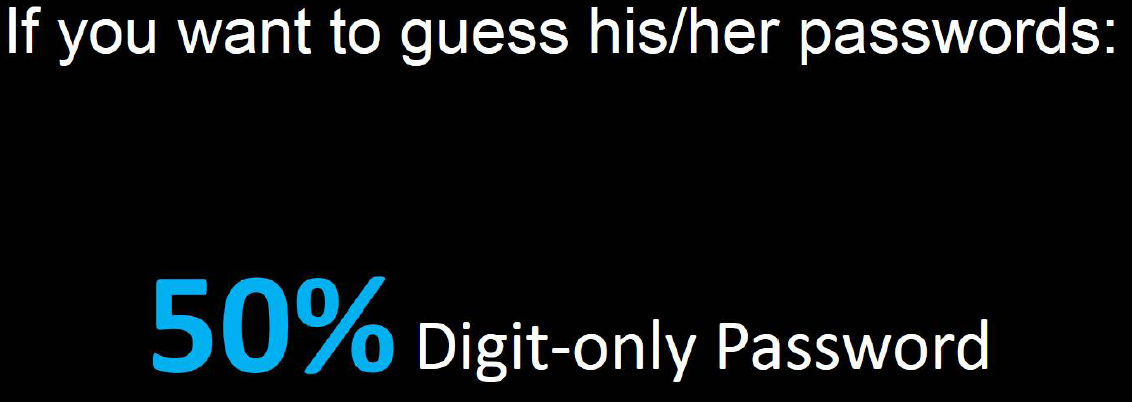 If you want to guess his/her passwords:
50% Digit-only Password